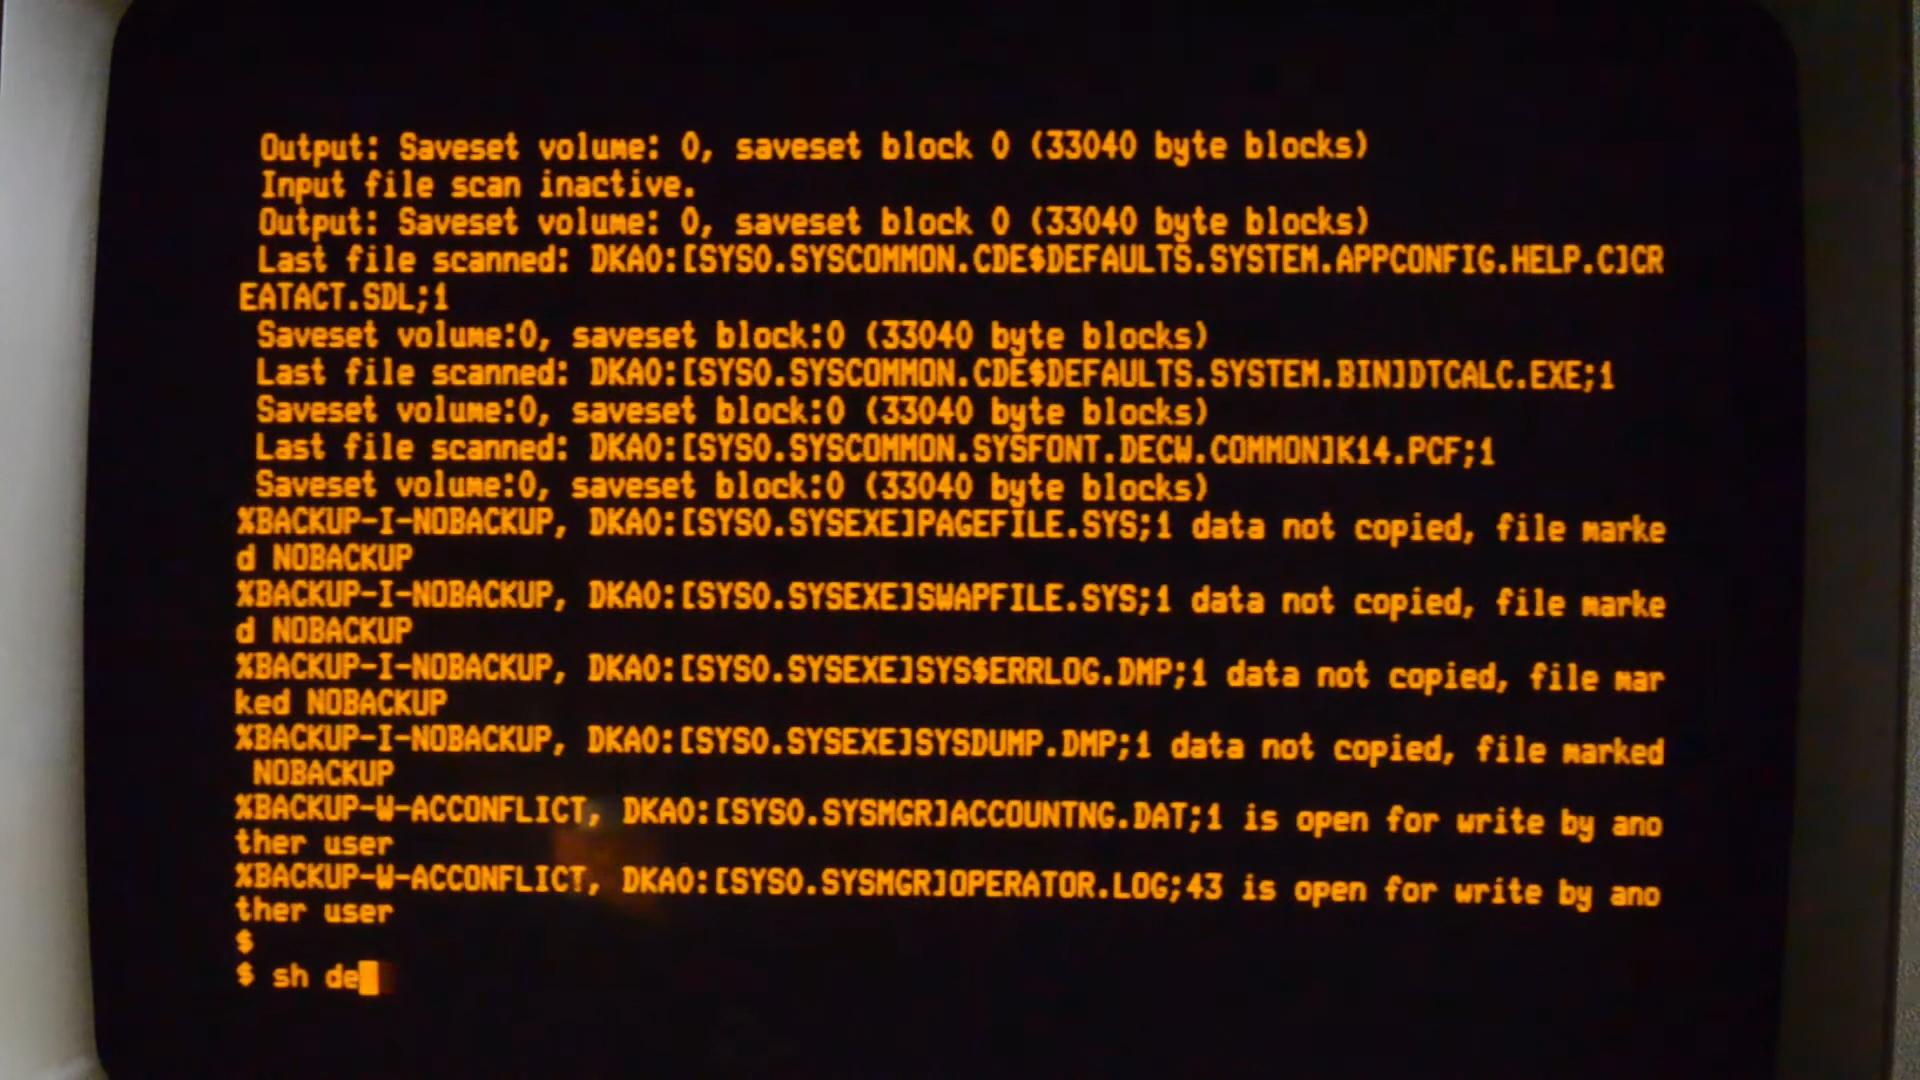 Output: Saveset volume: 0, saveset block 0 (33040 byte blocks)
Input file scan inactive.
Output: Saveset volume: 0, saveset block 0 (33040 byte blocks)
Last file scanned: DKA0:[SYS0.SYSCOMMON.CDE$DEFAULTS.SYSTEM.APPCONFIG.HELP.C]CR
EATACT.SDL;1
Saveset volume:0, saveset block:0 (33040 byte blocks)
Last file scanned: DKA0:[SYS0.SYSCOMMON.CDE$DEFAULTS.SYSTEM.BIN]DTCALC.EXE;1
Saveset volume:0, saveset block:0 (33040 byte blocks)
Last file scanned: DKA0:[SYS0.SYSCOMMON.SYSFONT.DECW.COMMON]K14.PCF;1
Saveset volume:0, saveset block:0 (33040 byte blocks)
%BACKUP-I-NOBACKUP, DKA0:[SYS0.SYSEXE]PAGEFILE.SYS;1 data not copied, file marke
d NOBACKUP
%BACKUP-I-NOBACKUP, DKA0:[SYS0.SYSEXE]SWAPFILE.SYS;1 data not copied, file marke
d NOBACKUP
%BACKUP-I-NOBACKUP, DKA0:[SYS0.SYSEXE]SYS$ERRLOG.DMP;1 data not copied, file mar
ked NOBACKUP
%BACKUP-I-NOBACKUP, DKA0:[SYS0.SYSEXE]SYSDUMP.DMP;1 data not copied, file marked
NOBACKUP
%BACKUP-W-ACCONFLICT, DKA0:[SYS0.SYSMGR]ACCOUNTNG.DAT;1 is open for write by ano
ther user
%BACKUP-W-ACCONFLICT, DKA0:[SYS0.SYSMGR]OPERATOR.LOG;43 is open for write by ano
ther user
$
$ sh de